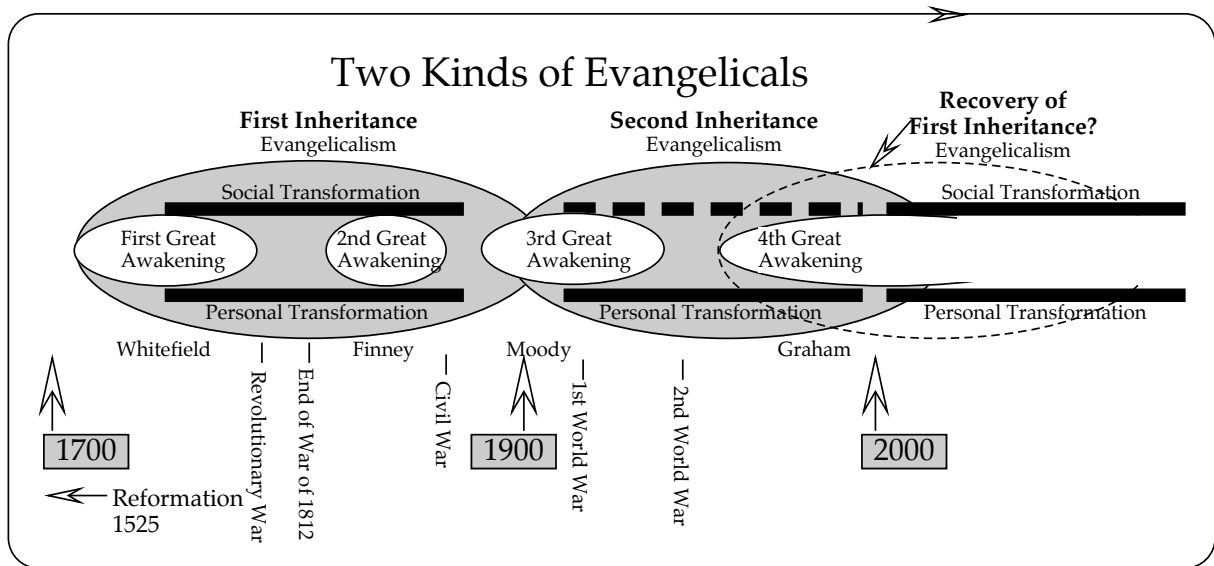 Two Kinds of Evangelicals
First Inheritance
Evangelicalism
Second Inheritance
Evangelicalism
Recovery of
First Inheritance?
Evangelicalism
Social Transformation
Social Transformation
First Great
Awakening
2nd Great
Awakening
3rd Great
Awakening
4th Great
Awakening
Personal Transformation
Personal Transformation
Personal Transformation
Whitefield
Finney
Moody
Graham
Revolutionary War
End of War of 1812
Civil War
1st World War
2nd World War
1700
1900
2000
Reformation
1525